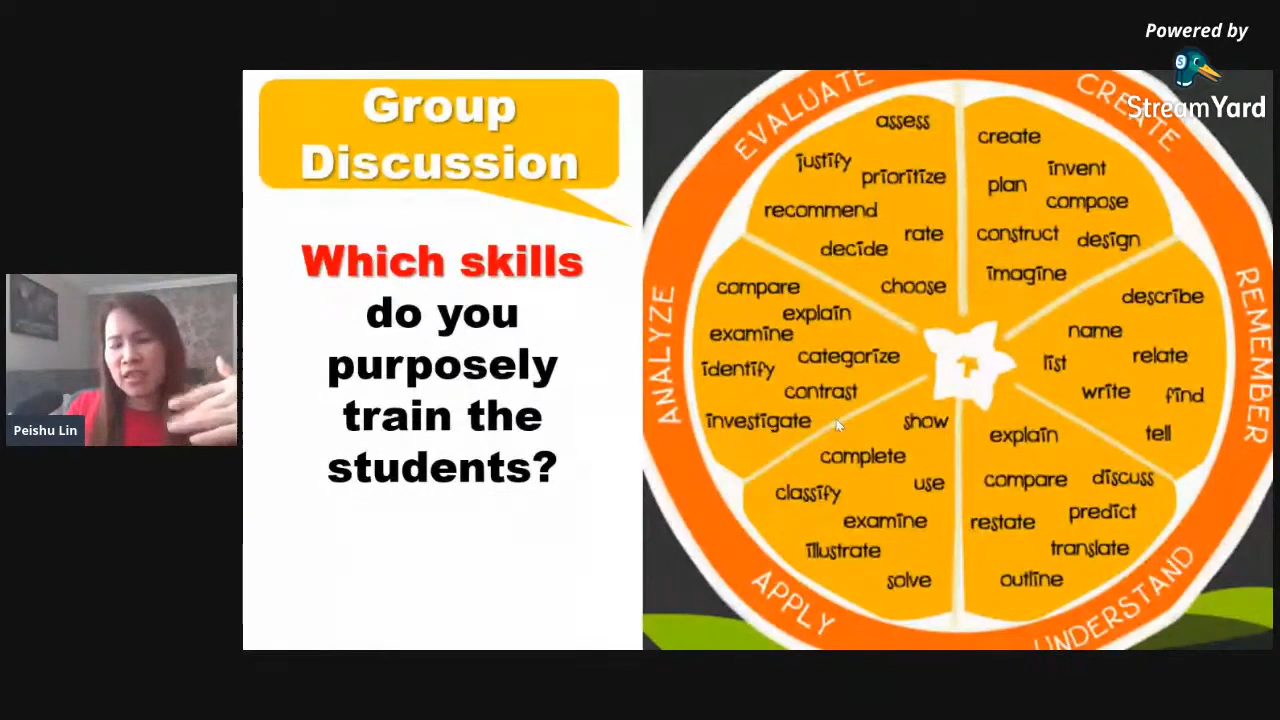 Powered by
StreamYard
Group
Discussion
Which skills
do you
purposely
train the
students?
Peishu Lin
EVALUATE
assess
justify
prioritize
recommend
rate
decide
choose
CREATE
create
invent
plan
compose
construct
design
imagine
REMEMBER
describe
name
list
relate
write
find
tell
UNDERSTAND
explain
compare
discuss
restate
predict
translate
outline
APPLY
show
complete
use
classify
examine
illustrate
solve
ANALYZE
compare
explain
examine
identify
categorize
contrast
investigate